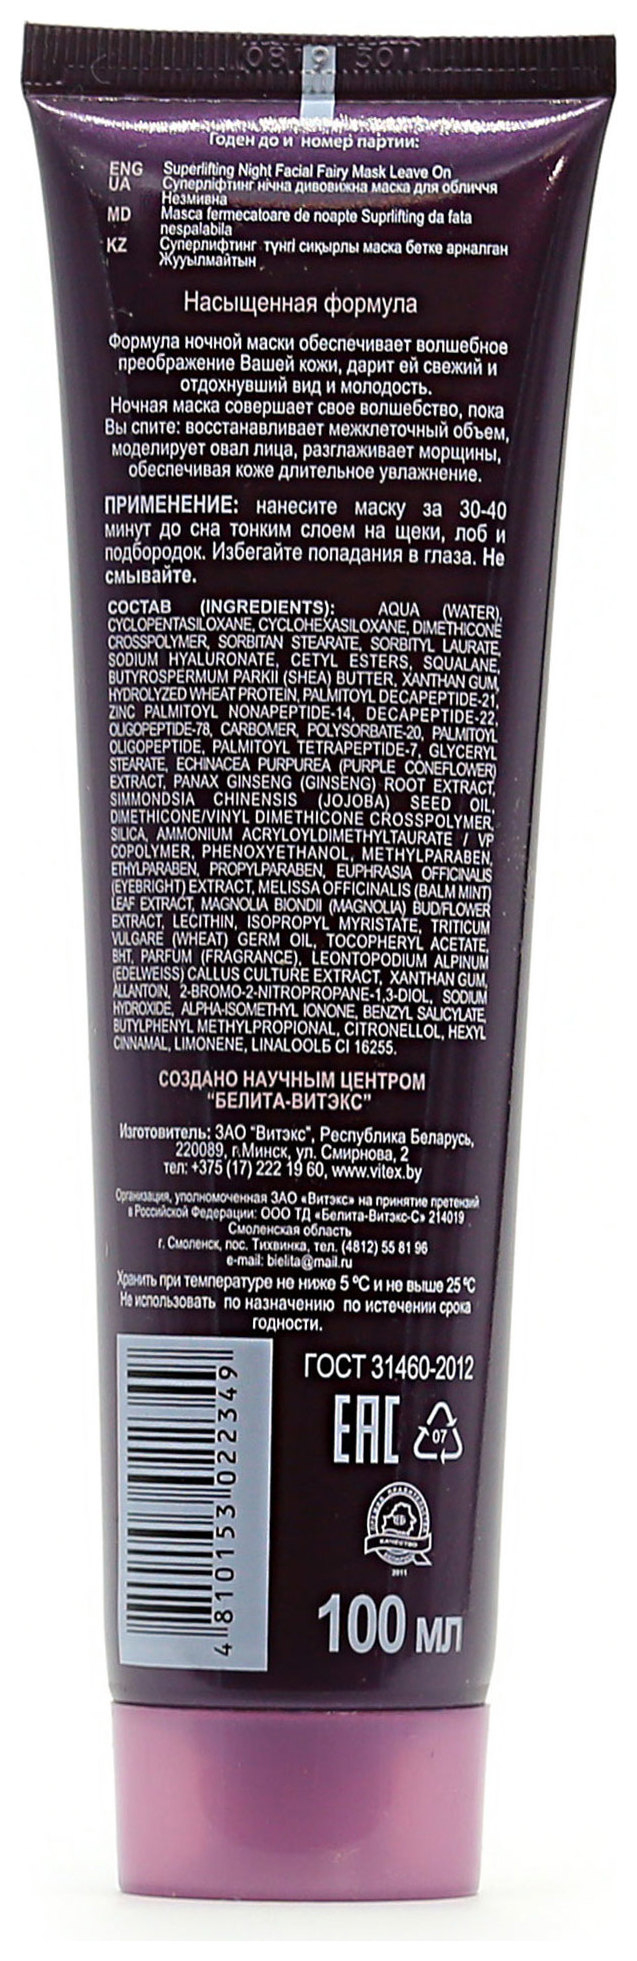 0819 501
Годен до и номер партии:
ENG Superlifting Night Facial Fairy Mask Leave On
UA Суперліфтинг нічна дивовижна маска для обличчя
Незмивна
MD Masca fermecatoare de noapte Suprlifting da fata
nespalabila
KZ Суперлифтинг түнгі сиқырлы маска бетке арналған
Жууылмайтын
Насыщенная формула
Формула ночной маски обеспечивает волшебное
преображение Вашей кожи, дарит ей свежий и
отдохнувший вид и молодость.
Ночная маска совершает свое волшебство, пока
Вы спите: восстанавливает межклеточный объем,
моделирует овал лица, разглаживает морщины,
обеспечивая коже длительное увлажнение.
ПРИМЕНЕНИЕ: нанесите маску за 30-40
минут до сна тонким слоем на щеки, лоб и
подбородок. Избегайте попадания в глаза. Не
смывайте.
СОСТАВ (INGREDIENTS): AQUA (WATER),
CYCLOPENTASILOXANE, CYCLOHEXASILOXANE, DIMETHICONE
CROSSPOLYMER, SORBITAN STEARATE, SORBITYL LAURATE,
SODIUM HYALURONATE, CETYL ESTERS, SQUALANE,
BUTYROSPERMUM PARKII (SHEA) BUTTER, XANTHAN GUM,
HYDROLYZED WHEAT PROTEIN, PALMITOYL DECAPEPTIDE-21,
ZINC PALMITOYL NONAPEPTIDE-14, DECAPEPTIDE-22,
OLIGOPEPTIDE-78, CARBOMER, POLYSORBATE-20, PALMITOYL
OLIGOPEPTIDE, PALMITOYL TETRAPEPTIDE-7, GLYCERYL
STEARATE, ECHINACEA PURPUREA (PURPLE CONEFLOWER)
EXTRACT, PANAX GINSENG (GINSENG) ROOT EXTRACT,
SIMMONDSIA CHINENSIS (JOJOBA) SEED OIL,
DIMETHICONE/VINYL DIMETHICONE CROSSPOLYMER,
SILICA, AMMONIUM ACRYLOYLDIMETHYLTAURATE / VP
COPOLYMER, PHENOXYETHANOL, METHYLPARABEN,
ETHYLPARABEN, PROPYLPARABEN, EUPHRASIA OFFICINALIS
(EYEBRIGHT) EXTRACT, MELISSA OFFICINALIS (BALM MINT)
LEAF EXTRACT, MAGNOLIA BIONDII (MAGNOLIA) BUD/FLOWER
EXTRACT, LECITHIN, ISOPROPYL MYRISTATE, TRITICUM
VULGARE (WHEAT) GERM OIL, TOCOPHERYL ACETATE,
BHT, PARFUM (FRAGRANCE), LEONTOPODIUM ALPINUM
(EDELWEISS) CALLUS CULTURE EXTRACT, XANTHAN GUM,
ALLANTOIN, 2-BROMO-2-NITROPROPANE-1,3-DIOL, SODIUM
HYDROXIDE, ALPHA-ISOMETHYL IONONE, BENZYL SALICYLATE,
BUTYLPHENYL METHYLPROPIONAL, CITRONELLOL, HEXYL
CINNAMAL, LIMONENE, LINALOOLБ CI 16255.
СОЗДАНО НАУЧНЫМ ЦЕНТРОМ
"БЕЛИТА-ВИТЭКС"
Изготовитель: ЗАО "Витэкс", Республика Беларусь,
220089, г.Минск, ул. Смирнова, 2
тел: +375 (17) 222 19 60, www.vitex.by
Организация, уполномоченная ЗАО «Витэкс» на принятие претензий
в Российской Федерации: ООО ТД «Белита-Витэкс-С» 214019
Смоленская область
г. Смоленск, пос. Тихвинка, тел. (4812) 55 81 96
e-mail: bielita@mail.ru
Хранить при температуре не ниже 5 °С и не выше 25 °С
Не использовать по назначению по истечении срока
годности.
ГОСТ 31460-2012
EAC
07
КАЧЕСТВО
2011
100 мл
4 810153 022349